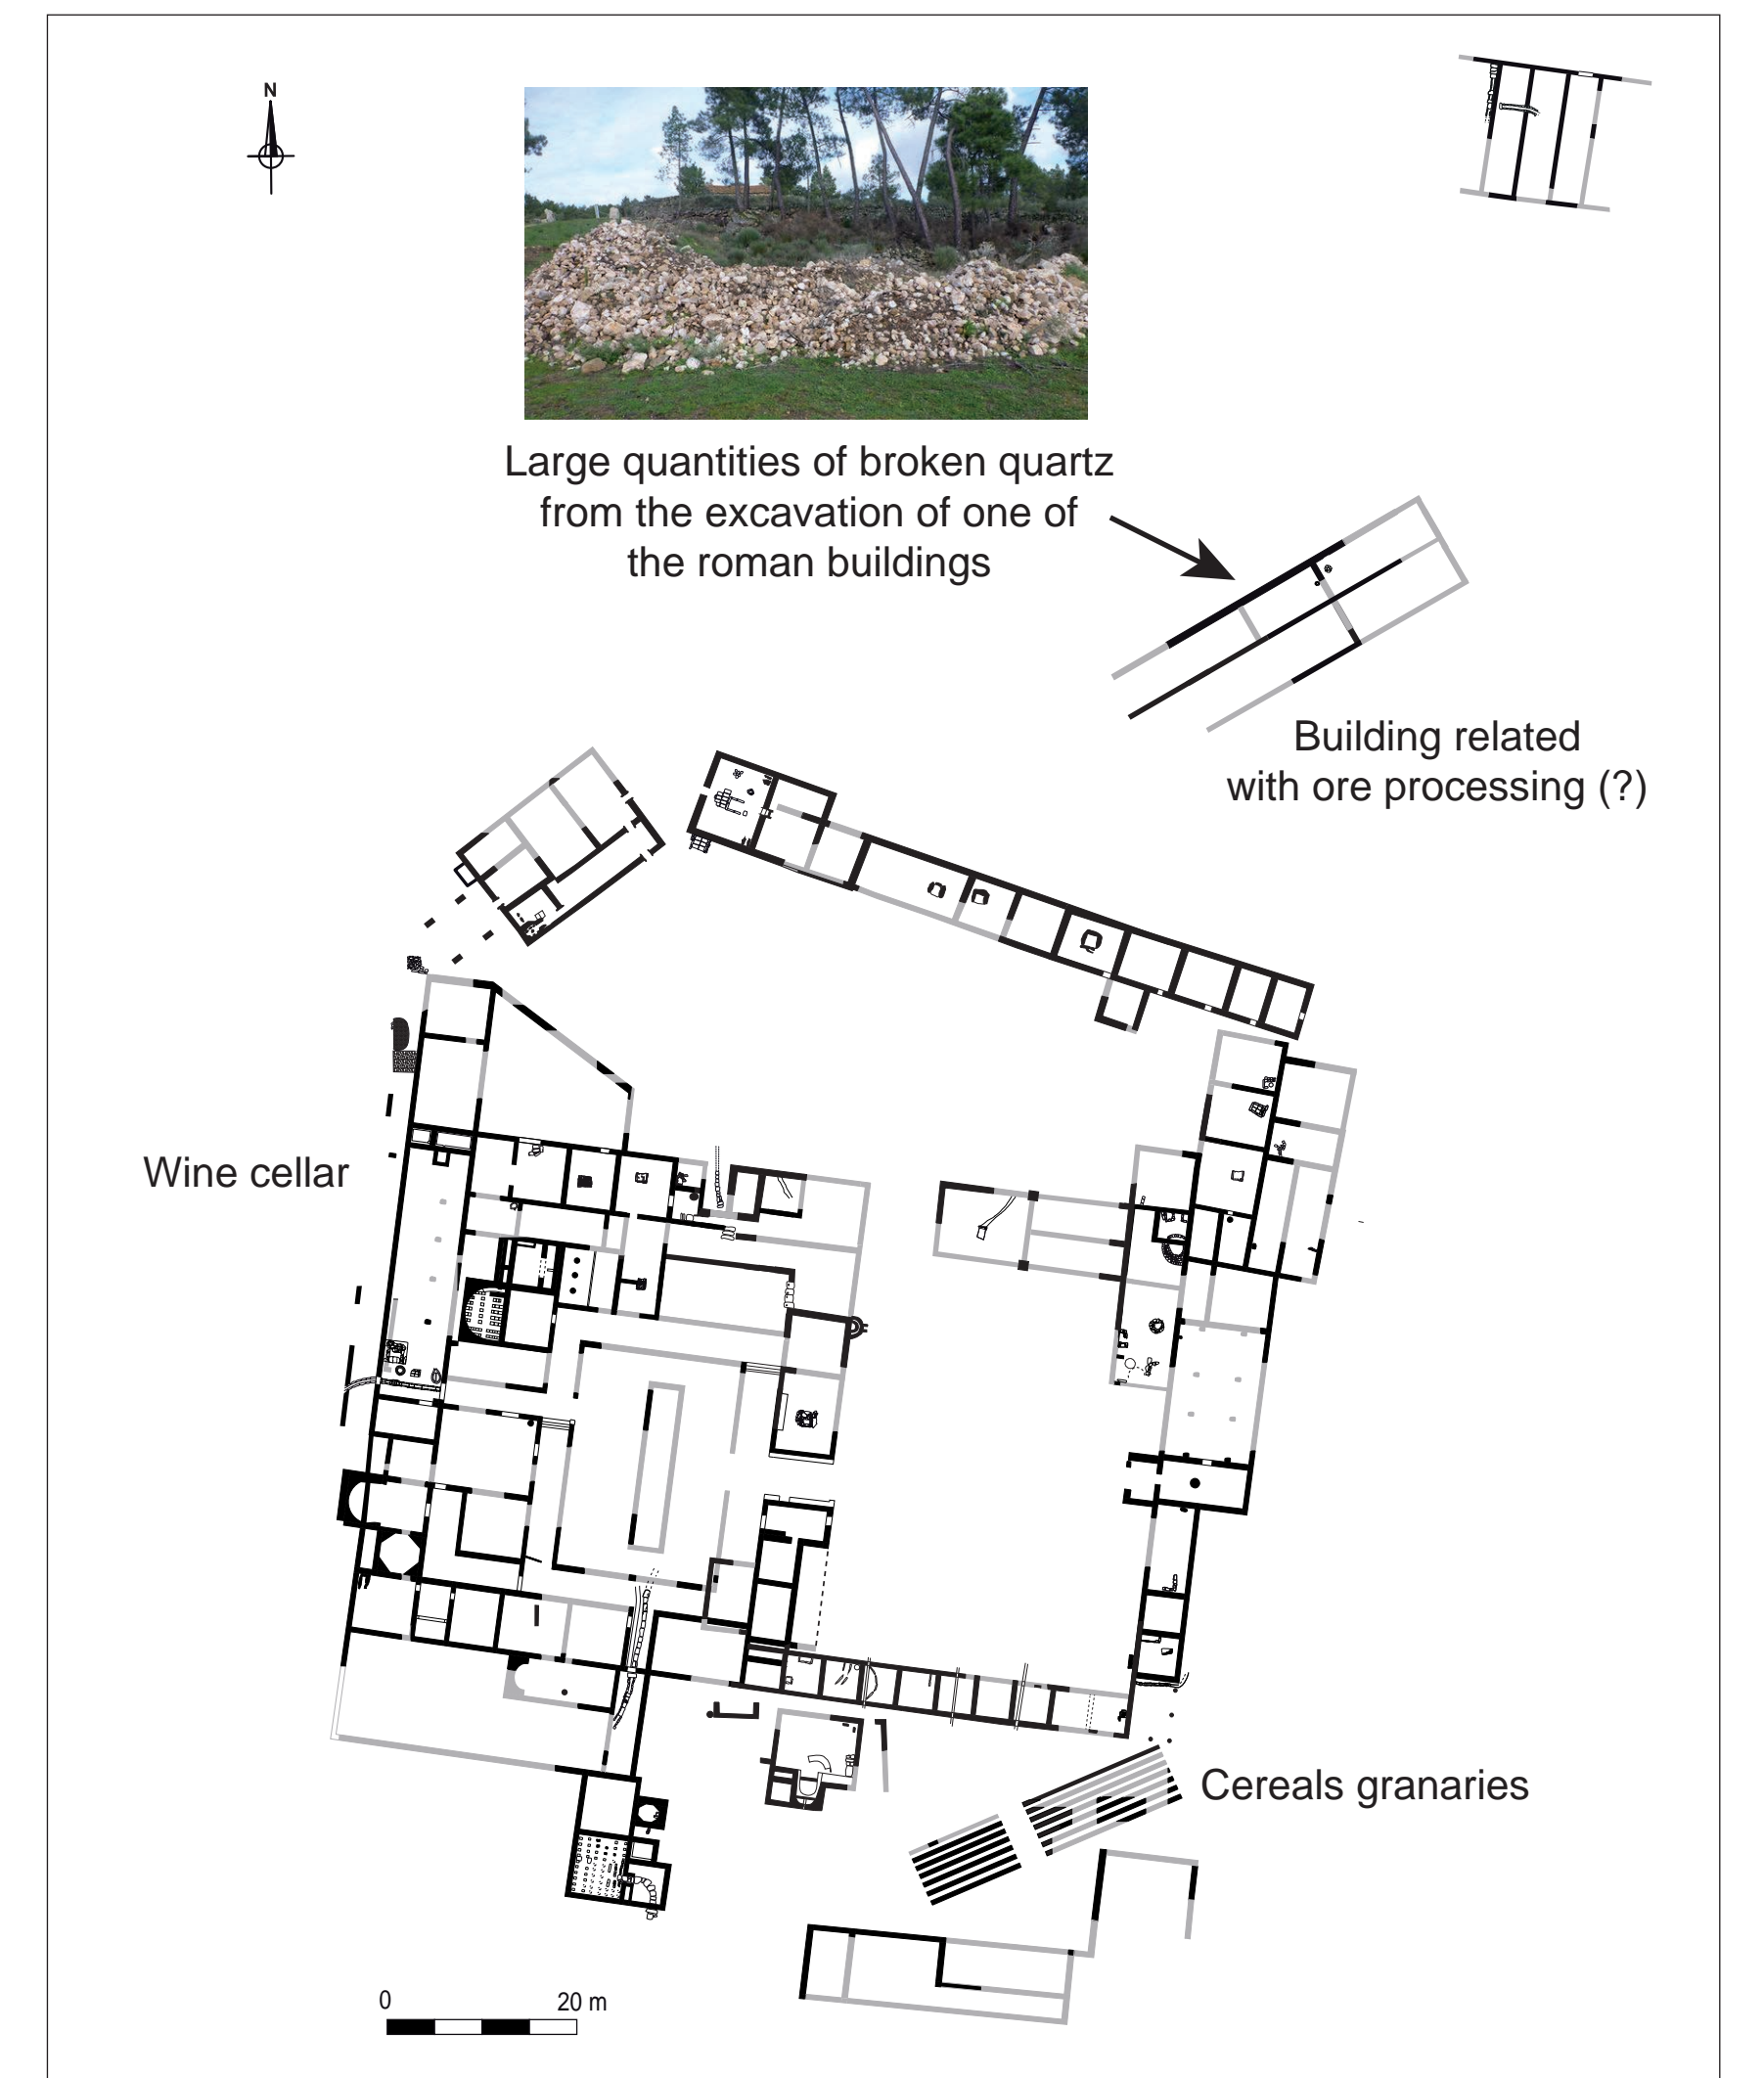 N
Large quantities of broken quartz
from the excavation of one of
the roman buildings
Building related
with ore processing (?)
Wine cellar
Cereals granaries
0 20 m